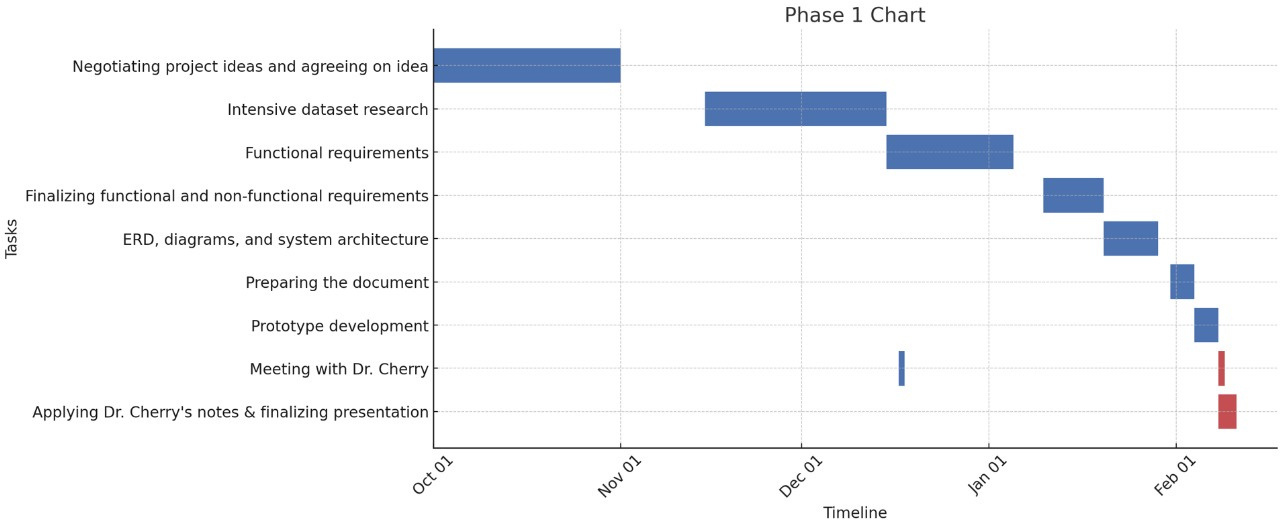 Phase 1 Chart
Negotiating project ideas and agreeing on idea
Intensive dataset research
Functional requirements
Finalizing functional and non-functional requirements
ERD, diagrams, and system architecture
Preparing the document
Prototype development
Meeting with Dr. Cherry
Applying Dr. Cherry's notes & finalizing presentation
Tasks
Oct 01
Nov 01
Dec 01
Jan 01
Feb 01
Timeline